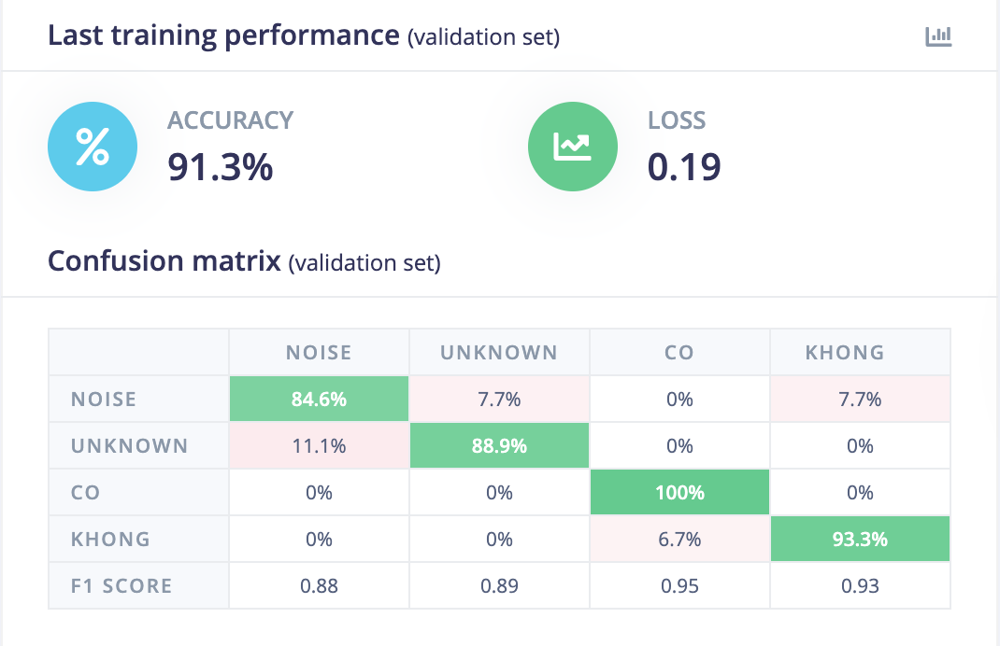 Last training performance (validation set)
%
ACCURACY
91.3%
LOSS
0.19
Confusion matrix (validation set)
NOISE UNKNOWN CO KHONG
NOISE 84.6% 7.7% 0% 7.7%
UNKNOWN 11.1% 88.9% 0% 0%
CO 0% 0% 100% 0%
KHONG 0% 0% 6.7% 93.3%
F1 SCORE 0.88 0.89 0.95 0.93